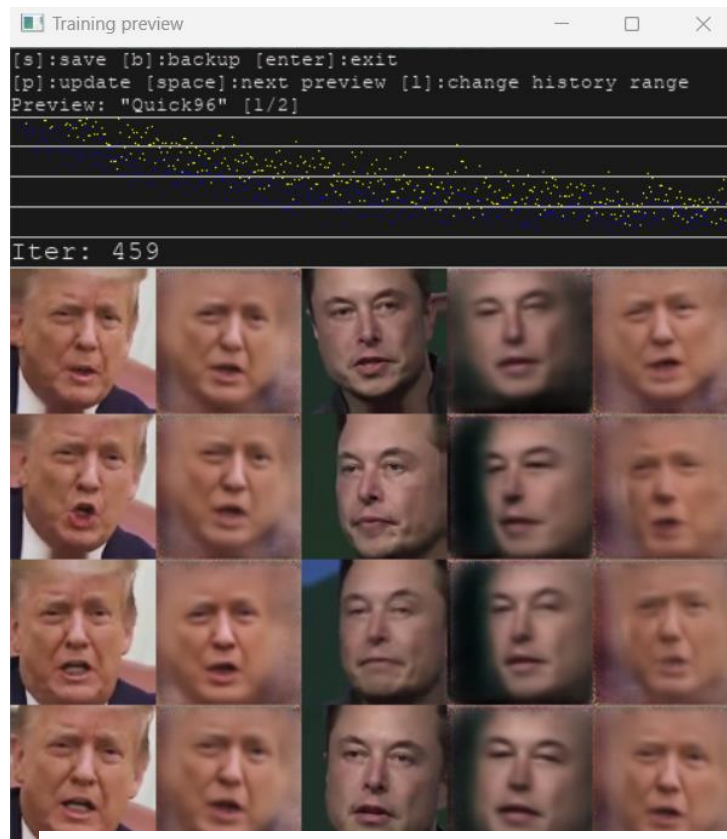 Training preview
[s]:save [b]:backup [enter]:exit
[p]:update [space]:next preview [l]:change history range
Preview: "Quick96" [1/2]
Iter: 459